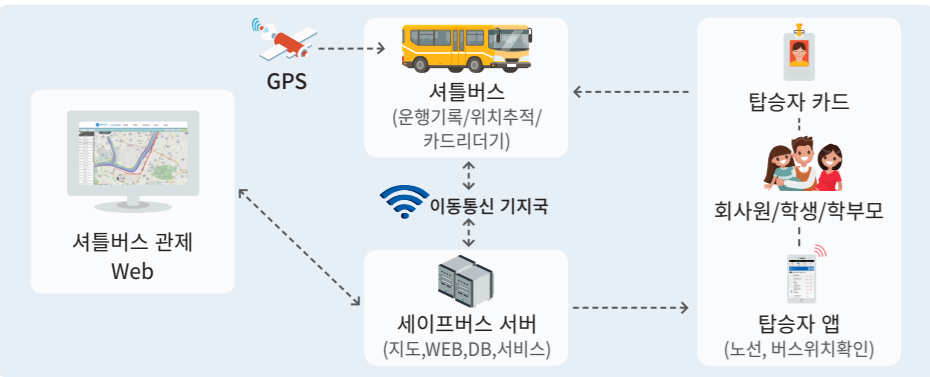 GPS
셔틀버스
(운행기록/위치추적/
카드리더기)
탑승자 카드
이동통신 기지국
회사원/학생/학부모
셔틀버스 관제
Web
세이프버스 서버
(지도,WEB,DB,서비스)
탑승자 앱
(노선, 버스위치확인)